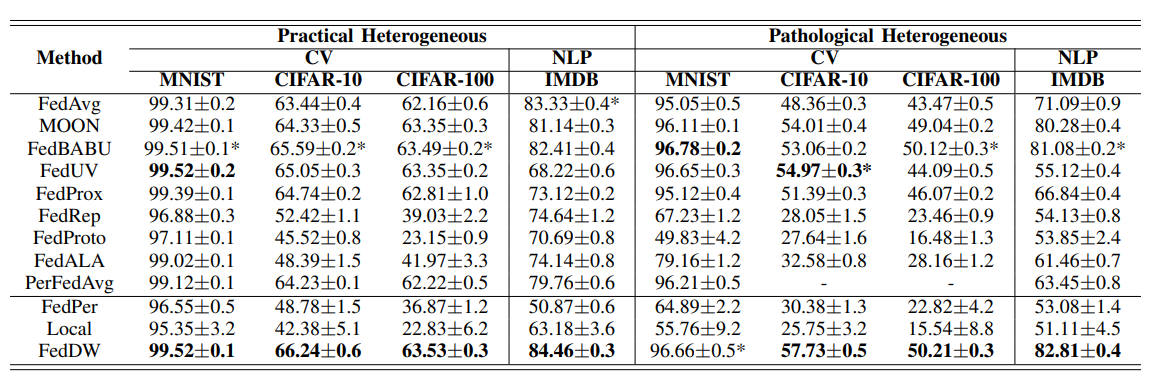 Practical Heterogeneous Pathological Heterogeneous
Method CV NLP CV NLP
MNIST CIFAR-10 CIFAR-100 IMDB MNIST CIFAR-10 CIFAR-100 IMDB
FedAvg 99.31±0.2 63.44±0.4 62.16±0.6 83.33±0.4* 95.05±0.5 48.36±0.3 43.47±0.5 71.09±0.9
MOON 99.42±0.1 64.33±0.5 63.35±0.3 81.14±0.3 96.11±0.1 54.01±0.4 49.04±0.2 80.28±0.4
FedBABU 99.51±0.1* 65.59±0.2* 63.49±0.2* 82.41±0.4 96.78±0.2 53.06±0.2 50.12±0.3* 81.08±0.2*
FedUV 99.52±0.2 65.05±0.3 63.35±0.2 68.22±0.6 96.65±0.3 54.97±0.3* 44.09±0.5 55.12±0.4
FedProx 99.39±0.1 64.74±0.2 62.81±1.0 73.12±0.2 95.12±0.4 51.39±0.3 46.07±0.2 66.84±0.4
FedRep 96.88±0.3 52.42±1.1 39.03±2.2 74.64±1.2 67.23±1.2 28.05±1.5 23.46±0.9 54.13±0.8
FedProto 97.11±0.1 45.52±0.8 23.15±0.9 70.69±0.8 49.83±4.2 27.64±1.6 16.48±1.3 53.85±2.4
FedALA 99.02±0.1 48.39±1.5 41.97±3.3 74.14±0.8 79.16±1.2 32.58±0.8 28.16±1.2 61.46±0.7
PerFedAvg 99.12±0.1 64.23±0.1 62.22±0.5 79.76±0.6 96.21±0.5 - - 63.45±0.8
FedPer 96.55±0.5 48.78±1.5 36.87±1.2 50.87±0.6 64.89±2.2 30.38±1.3 22.82±4.2 53.08±1.4
Local 95.35±3.2 42.38±5.1 22.83±6.2 63.18±3.6 55.76±9.2 25.75±3.2 15.54±8.8 51.11±4.5
FedDW 99.52±0.1 66.24±0.6 63.53±0.3 84.46±0.3 96.66±0.5* 57.73±0.5 50.21±0.3 82.81±0.4